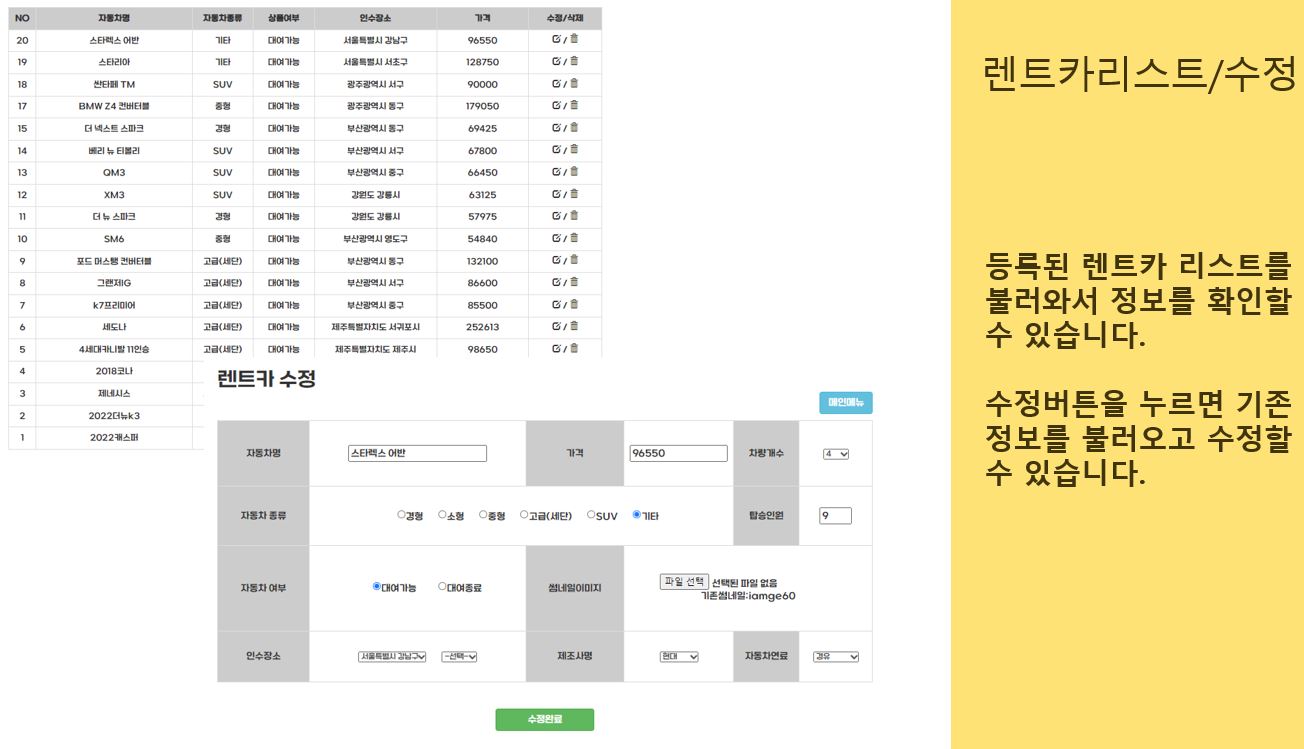 NO 자동차명 자동차종류 상품여부 인수장소 가격 수정/삭제
20 스타렉스 어반 기타 대여가능 서울특별시 강남구 96550 /
19 스타리아 기타 대여가능 서울특별시 서초구 128750 /
18 싼타페 TM SUV 대여가능 광주광역시 서구 90000 /
17 BMW Z4 컨버터블 중형 대여가능 광주광역시 동구 179050 /
15 더 넥스트 스파크 경형 대여가능 부산광역시 동구 69425 /
14 베리 뉴 티볼리 SUV 대여가능 부산광역시 서구 67800 /
13 QM3 SUV 대여가능 부산광역시 중구 66450 /
12 XM3 SUV 대여가능 강원도 강릉시 63125 /
11 더 뉴 스파크 경형 대여가능 강원도 강릉시 57975 /
10 SM6 중형 대여가능 부산광역시 영도구 54840 /
9 포드 머스탱 컨버터블 고급(세단) 대여가능 부산광역시 동구 132100 /
8 그랜져IG 고급(세단) 대여가능 부산광역시 서구 86600 /
7 k7프리미어 고급(세단) 대여가능 부산광역시 중구 85500 /
6 세도나 고급(세단) 대여가능 제주특별자치도 서귀포시 252613 /
5 4세대카니발 11인승 고급(세단) 대여가능 제주특별자치도 제주시 98650 /
4 2018코나
3 제네시스
2 2022더뉴k3
1 2022캐스퍼
렌트카 수정
메인메뉴
자동차명 스타렉스 어반 가격 96550 차량개수 4
자동차 종류 경형 소형 중형 고급(세단) SUV 기타 탑승인원 9
자동차 여부 대여가능 대여종료 썸네일이미지 파일 선택 선택된 파일 없음
기존썸네일:iamge60
인수장소 서울특별시 강남구 -선택- 제조사명 현대 자동차연료 경유
수정완료
렌트카리스트/수정
등록된 렌트카 리스트를
불러와서 정보를 확인할
수 있습니다.
수정버튼을 누르면 기존
정보를 불러오고 수정할
수 있습니다.